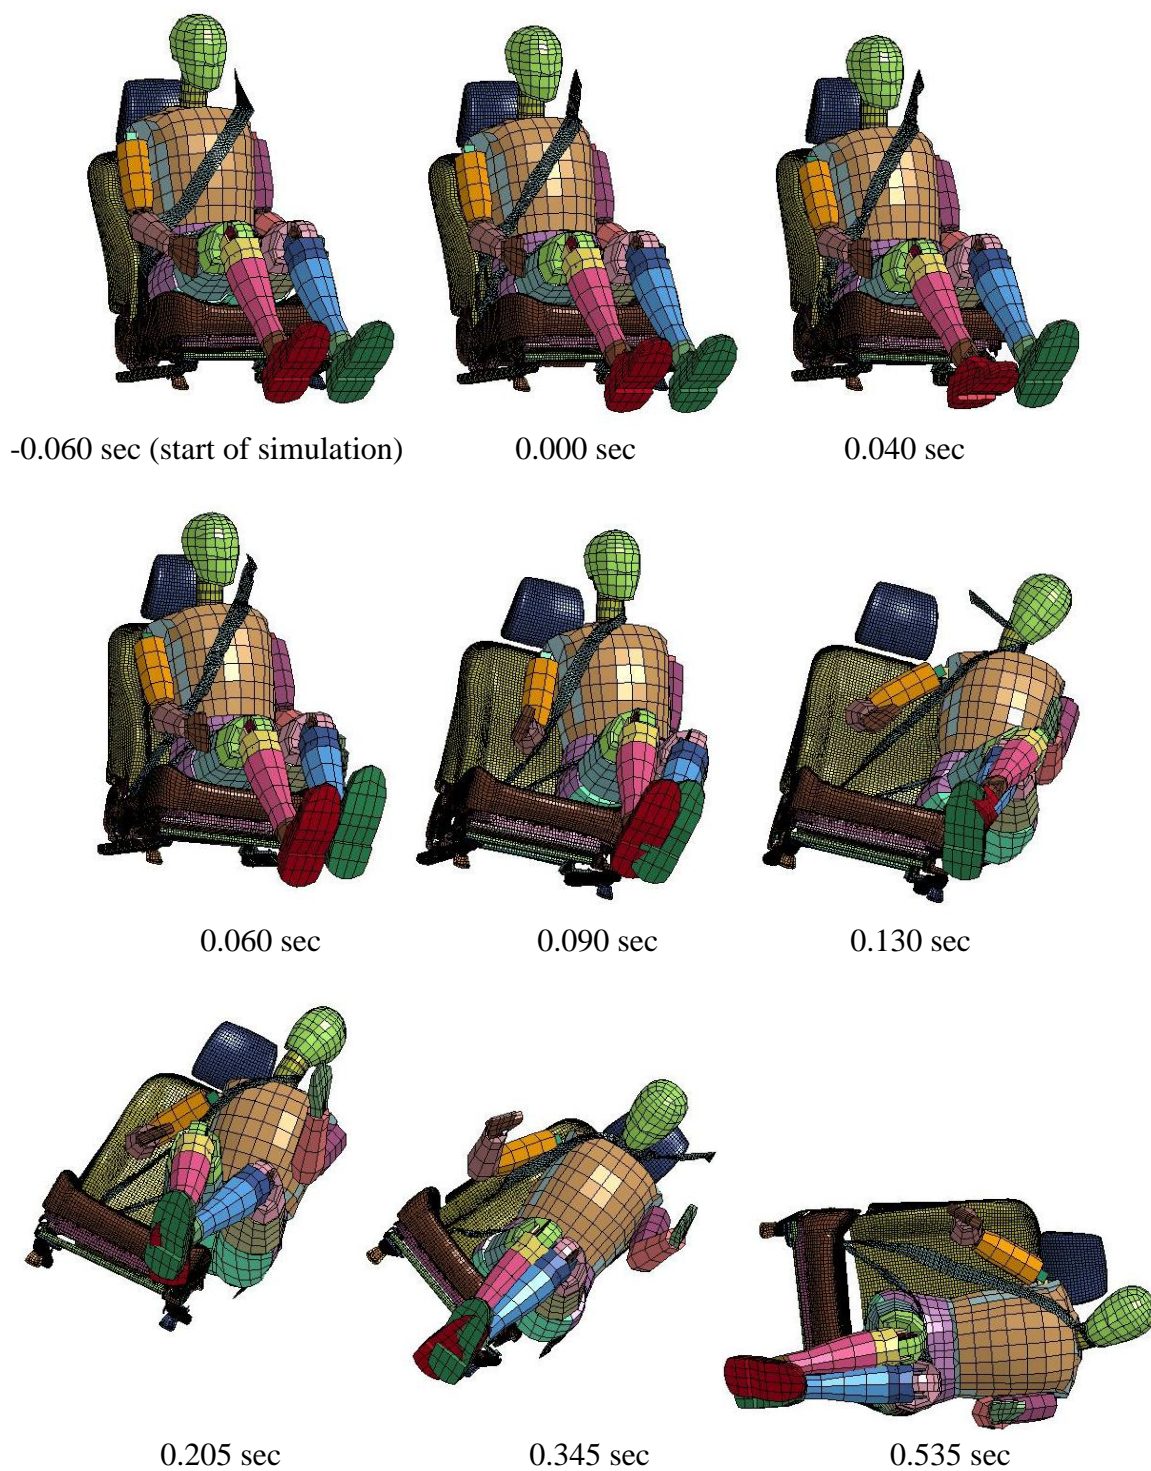 -0.060 sec (start of simulation)
0.000 sec
0.040 sec
0.060 sec
0.090 sec
0.130 sec
0.205 sec
0.345 sec
0.535 sec